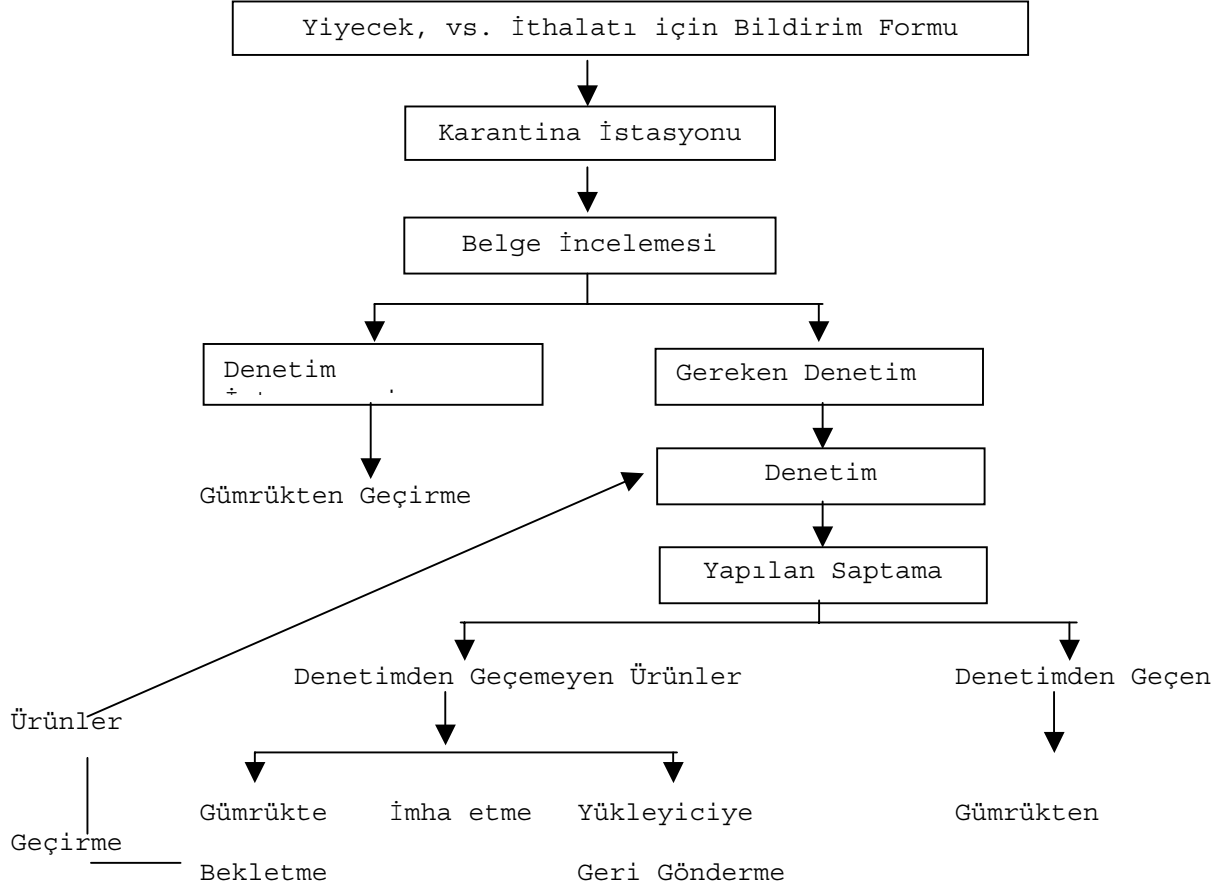 Yiyecek, vs. İthalatı için Bildirim Formu
Karantina İstasyonu
Belge İncelemesi
Denetim
Gereken Denetim
Denetim
Gümrükten Geçirme
Yapılan Saptama
Denetimden Geçemeyen Ürünler
Denetimden Geçen
Ürünler
Gümrükte
İmha etme
Yükleyiciye
Gümrükten
Geçirme
Bekletme
Geri Gönderme